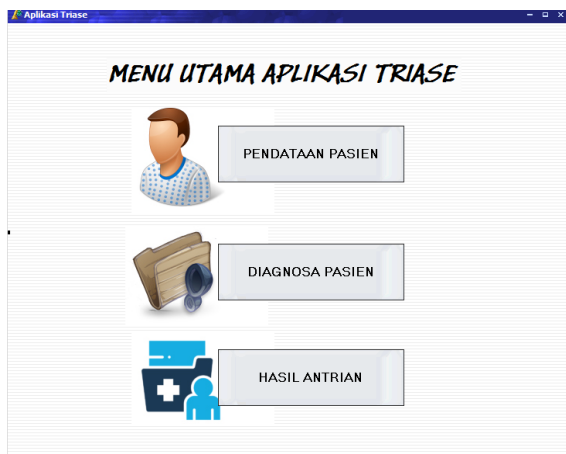 Aplikasi Triase
MENU UTAMA APLIKASI TRIASE
PENDATAAN PASIEN
DIAGNOSA PASIEN
HASIL ANTRIAN